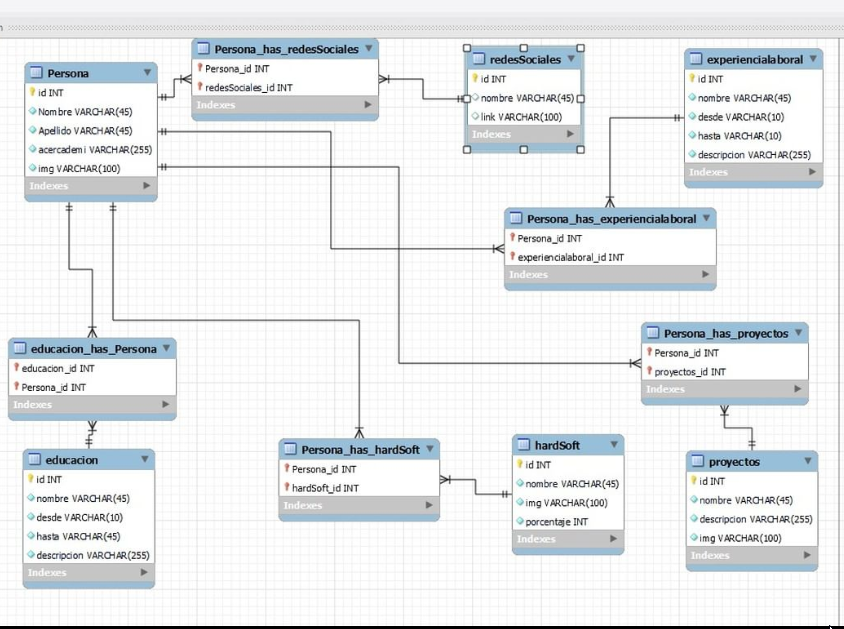 Persona_has_redesSociales
Persona_id INT
redesSociales_id INT
Indexes
redesSociales
id INT
nombre VARCHAR(45)
link VARCHAR(100)
Indexes
experiencialaboral
id INT
nombre VARCHAR(45)
desde VARCHAR(10)
hasta VARCHAR(10)
descripcion VARCHAR(255)
Indexes
Persona
id INT
Nombre VARCHAR(45)
Apellido VARCHAR(45)
acercademi VARCHAR(255)
img VARCHAR(100)
Indexes
Persona_has_experiencialaboral
Persona_id INT
experiencialaboral_id INT
Indexes
educacion_has_Persona
educacion_id INT
Persona_id INT
Indexes
Persona_has_proyectos
Persona_id INT
proyectos_id INT
Indexes
educacion
id INT
nombre VARCHAR(45)
desde VARCHAR(10)
hasta VARCHAR(45)
descripcion VARCHAR(255)
Indexes
Persona_has_hardSoft
Persona_id INT
hardSoft_id INT
Indexes
hardSoft
id INT
nombre VARCHAR(45)
img VARCHAR(100)
porcentaje INT
Indexes
proyectos
id INT
nombre VARCHAR(45)
descripcion VARCHAR(255)
img VARCHAR(100)
Indexes